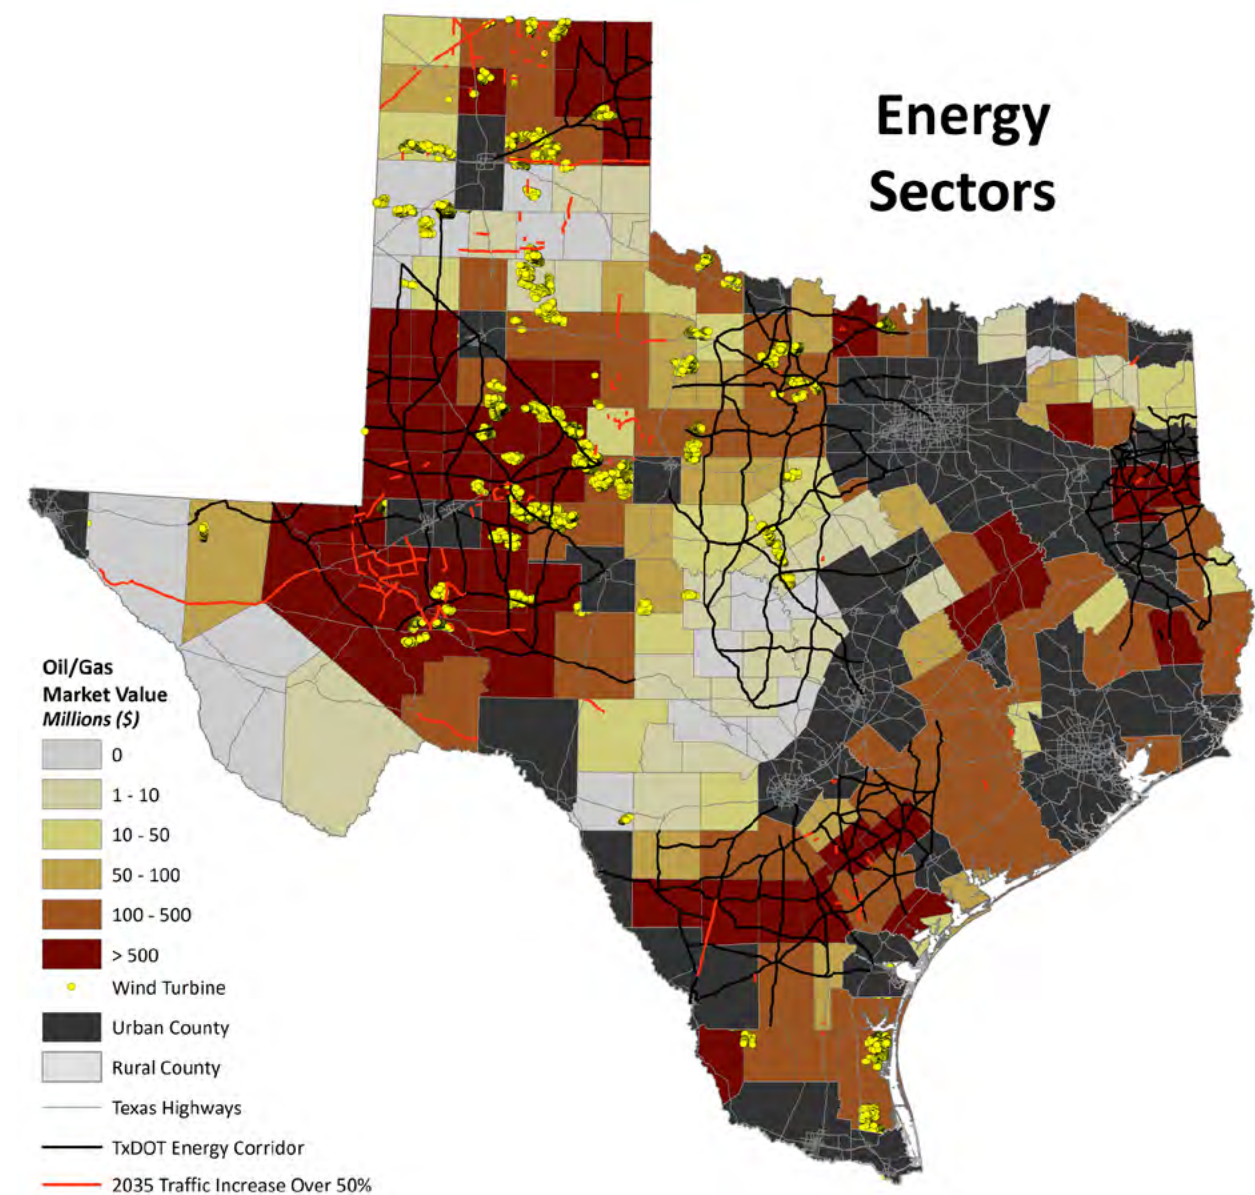 Energy
Sectors
Oil/Gas
Market Value
Millions ($)
0
1 - 10
10 - 50
50 - 100
100 - 500
> 500
Wind Turbine
Urban County
Rural County
Texas Highways
TxDOT Energy Corridor
2035 Traffic Increase Over 50%